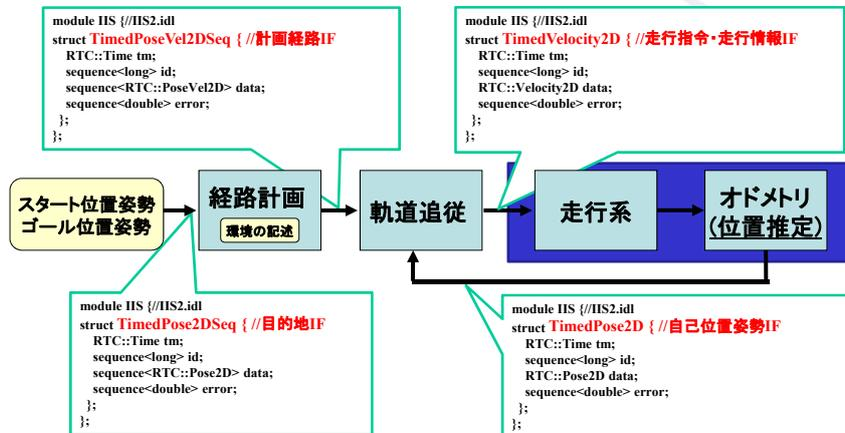 module IIS {//IIS2.idl
struct TimedPoseVel2DSeq { //計画経路IF
RTC::Time tm;
sequence<long> id;
sequence<RTC::PoseVel2D> data;
sequence<double> error;
};
};
module IIS {//IIS2.idl
struct TimedVelocity2D { //走行指令・走行情報IF
RTC::Time tm;
sequence<long> id;
RTC::Velocity2D data;
sequence<double> error;
};
};
スタート位置姿勢
ゴール位置姿勢
経路計画
環境の記述
軌道追従
走行系
オドメトリ
(位置推定)
module IIS {//IIS2.idl
struct TimedPose2DSeq { //目的地IF
RTC::Time tm;
sequence<long> id;
sequence<RTC::Pose2D> data;
sequence<double> error;
};
};
module IIS {//IIS2.idl
struct TimedPose2D { //自己位置姿勢IF
RTC::Time tm;
sequence<long> id;
RTC::Pose2D data;
sequence<double> error;
};
};